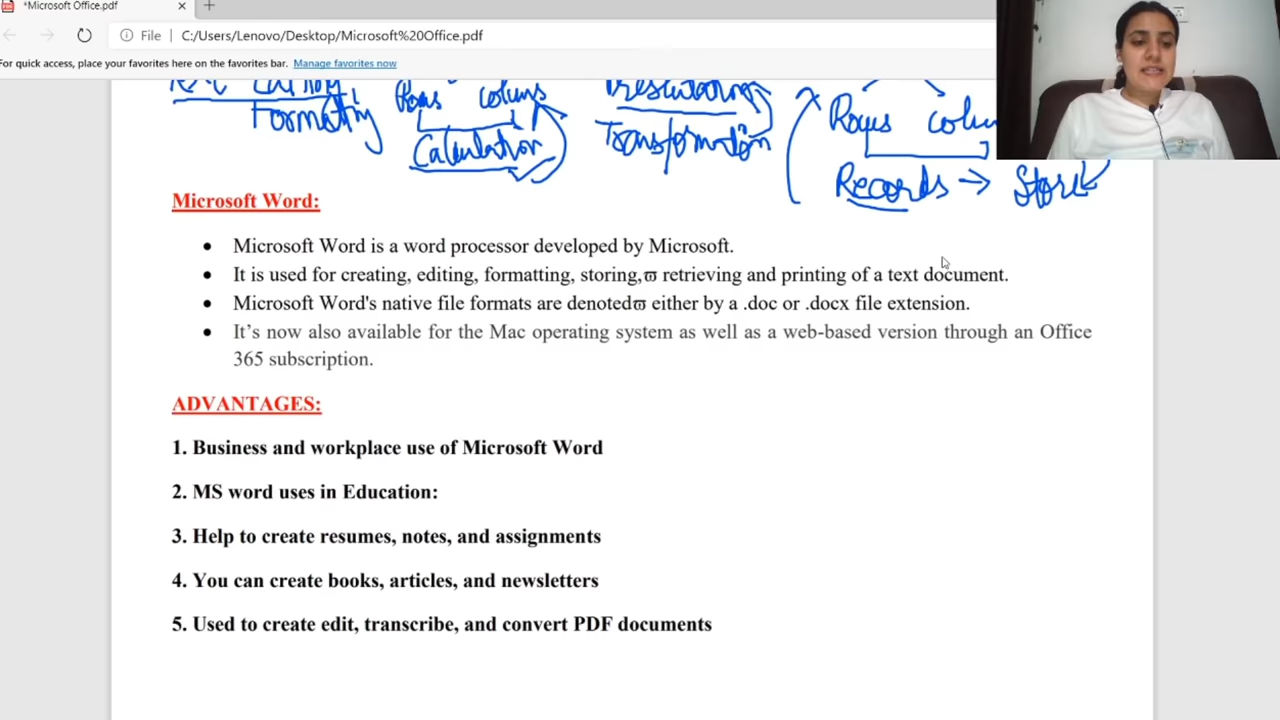 *Microsoft Office.pdf
File | C:/Users/Lenovo/Desktop/Microsoft%20Office.pdf
For quick access, place your favorites here on the favorites bar. Manage favorites now
Formatting
Rows colums
Calculation
Presentation
Transformation
Rows
Records → Store
Microsoft Word:
• Microsoft Word is a word processor developed by Microsoft.
• It is used for creating, editing, formatting, storing,ϖ retrieving and printing of a text document.
• Microsoft Word's native file formats are denotedϖ either by a .doc or .docx file extension.
• It’s now also available for the Mac operating system as well as a web-based version through an Office
365 subscription.
ADVANTAGES:
1. Business and workplace use of Microsoft Word
2. MS word uses in Education:
3. Help to create resumes, notes, and assignments
4. You can create books, articles, and newsletters
5. Used to create edit, transcribe, and convert PDF documents